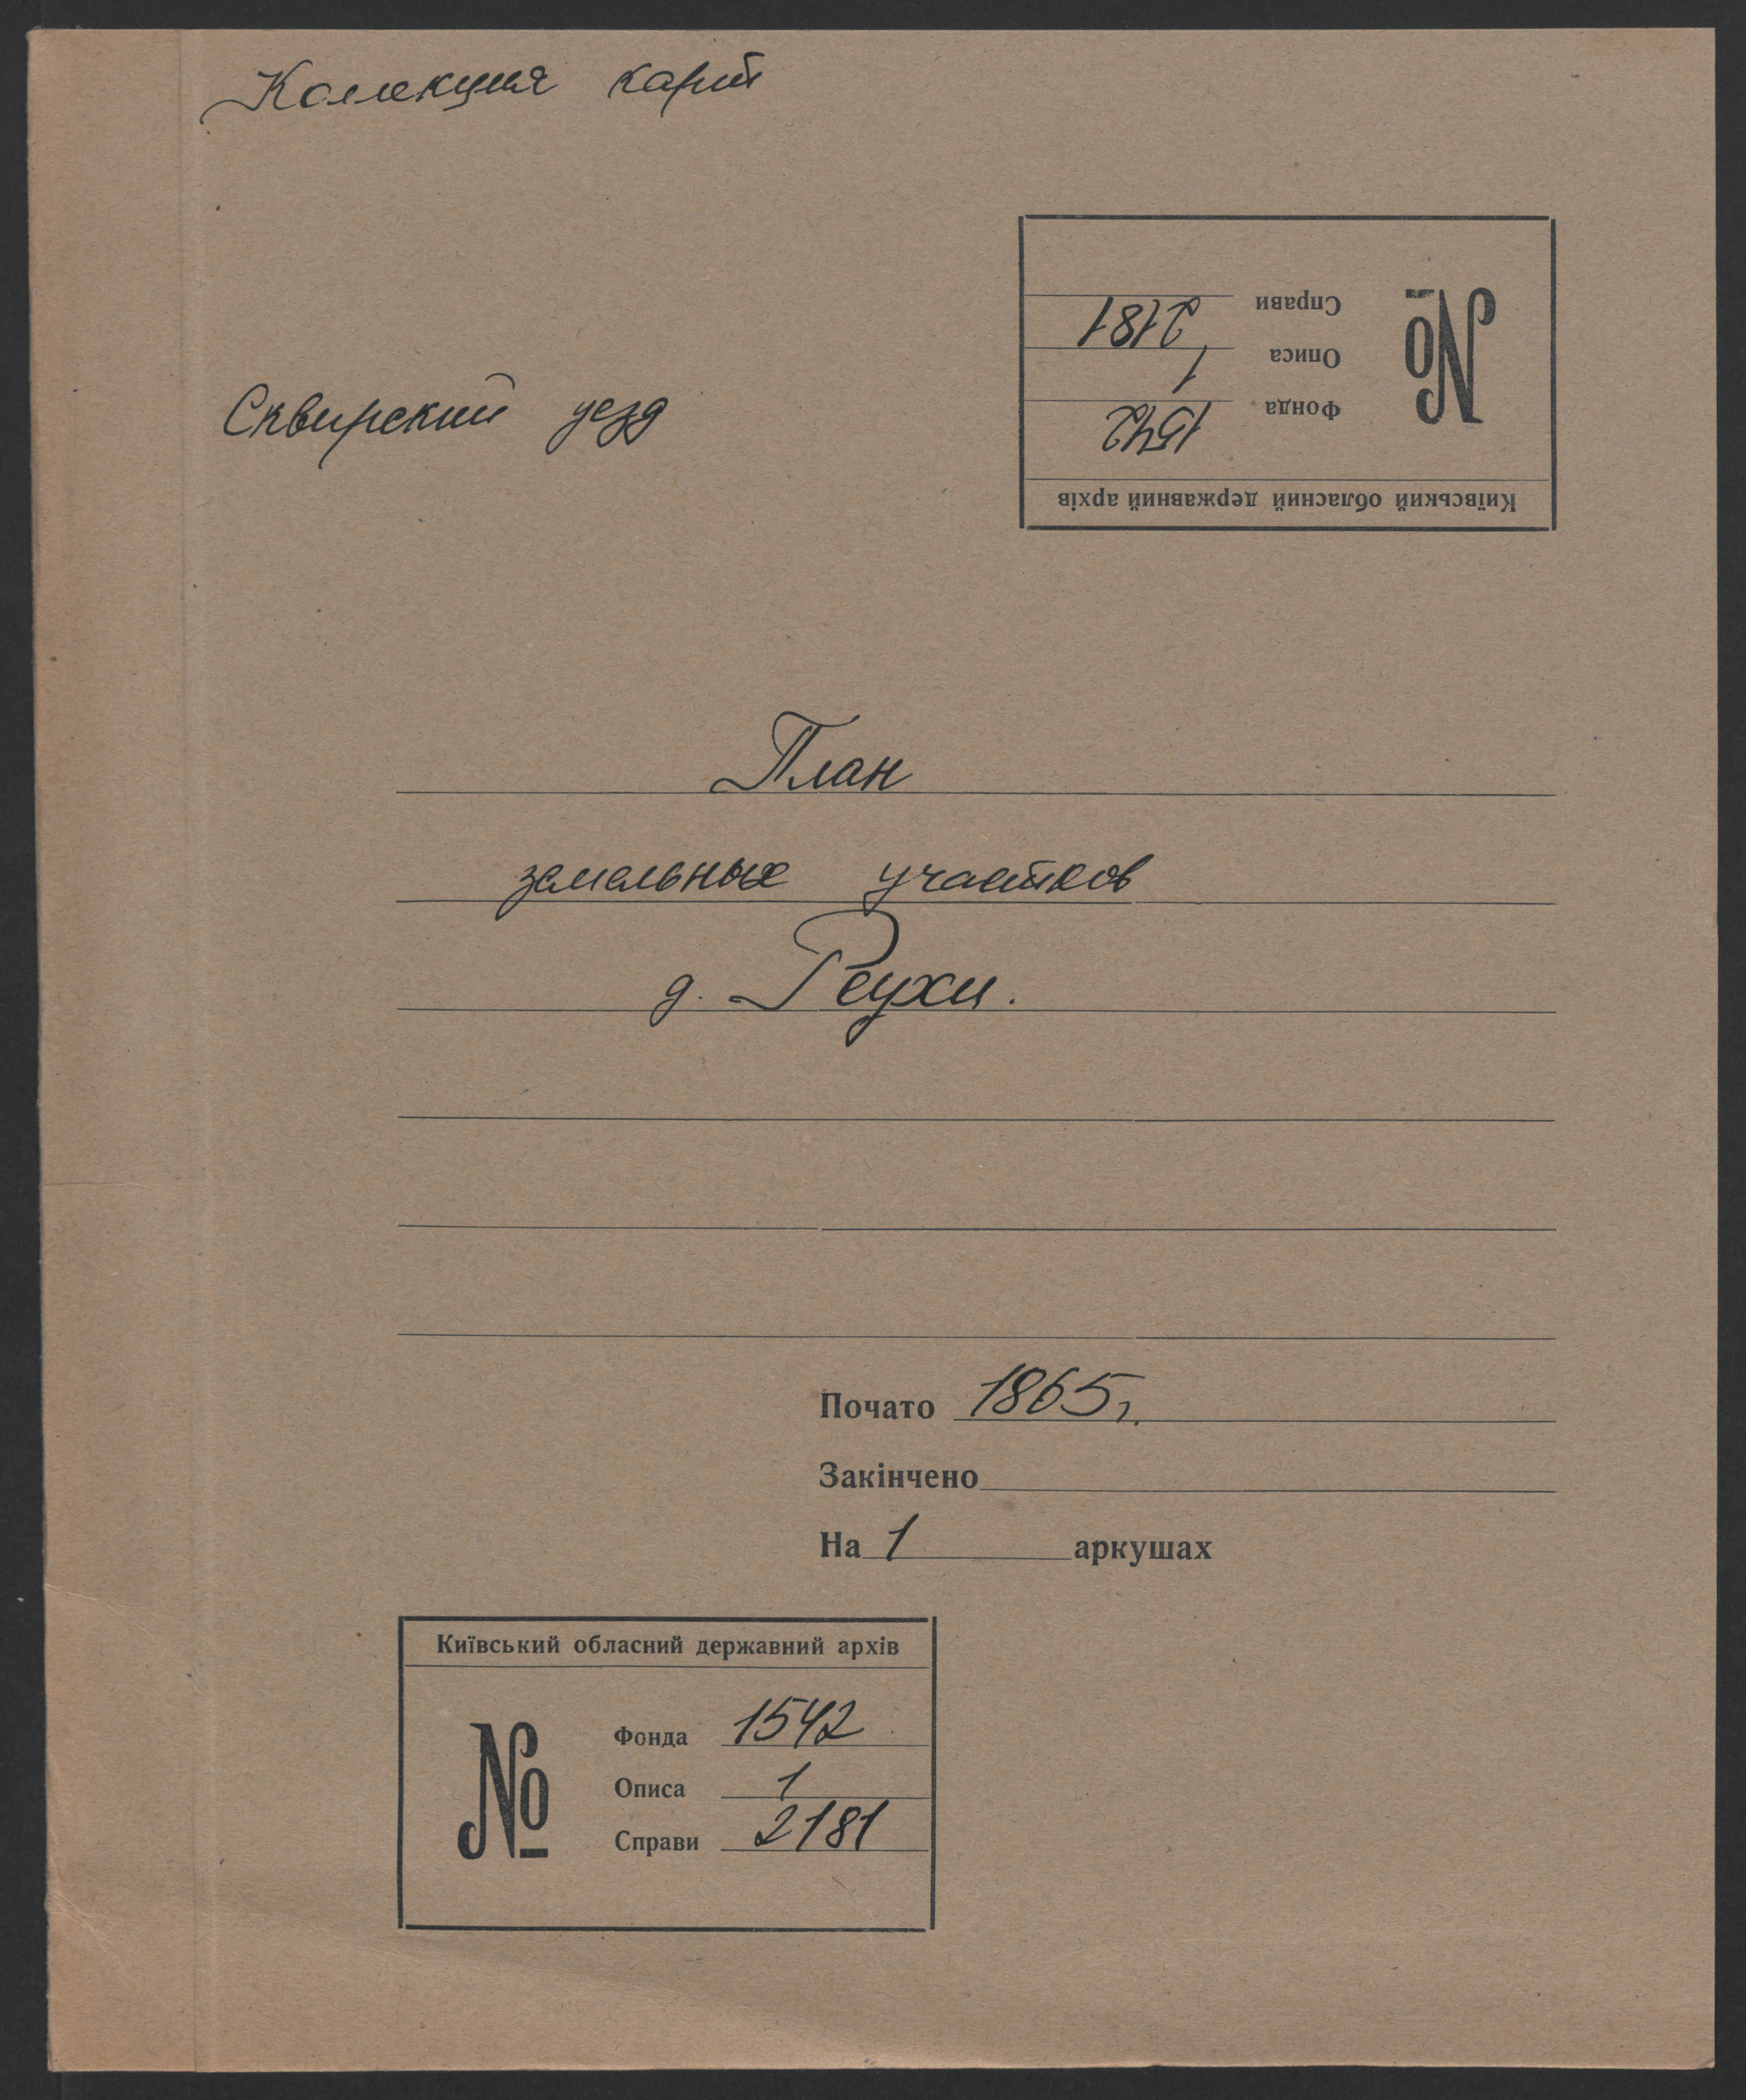 Коллекция карт
Справи 2181
Описа 1
Фонда 1542
№
Київський обласний державний архів
Сквирский уезд
План
земельных участков
д. Реухи.
Почато 1865 г.
Закінчено
На 1 аркушах
Київський обласний державний архів
№
Фонда 1542
Описа 1
Справи 2181